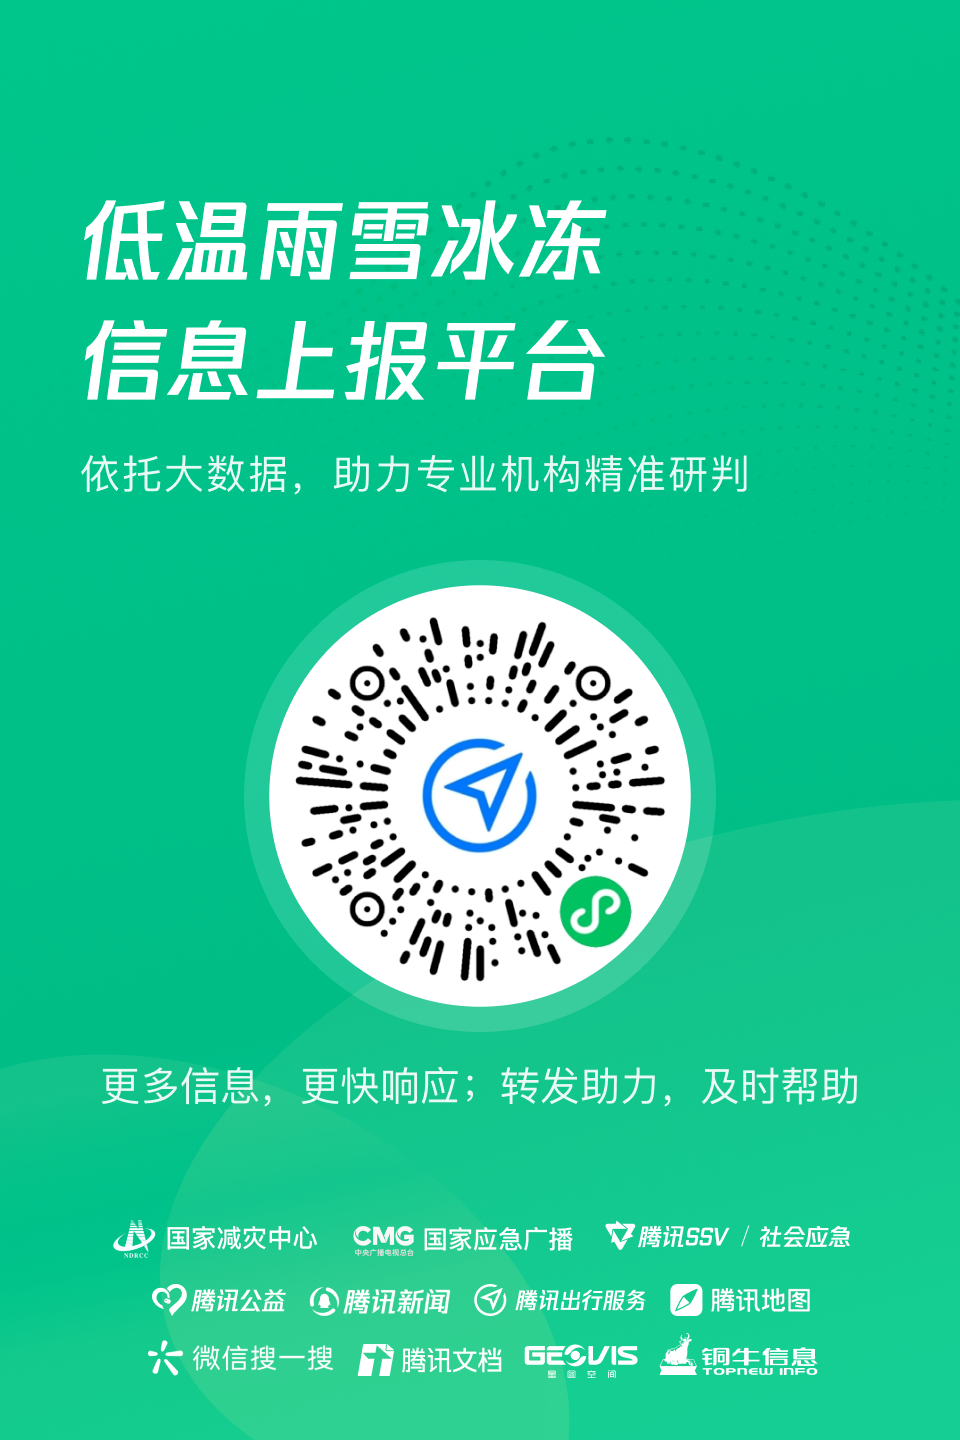 低温雨雪冰冻
信息上报平台
依托大数据，助力专业机构精准研判
更多信息，更快响应；转发助力，及时帮助
NDRCC 国家减灾中心 CMG 中央广播电视总台 国家应急广播 腾讯SSV / 社会应急
腾讯公益 腾讯新闻 腾讯出行服务 腾讯地图
微信搜一搜 腾讯文档 GEOVIS 星图空间 铜牛信息 TOPNEW INFO